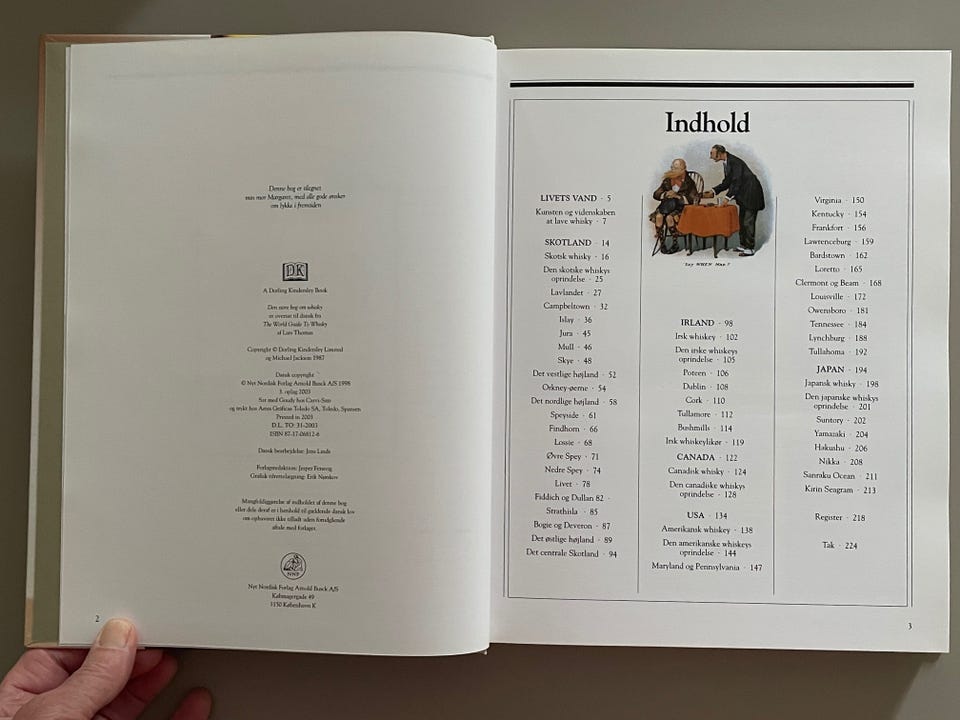 Denne bog er tilegnet
min mor Margaret, med alle gode ønsker
om lykke i fremtiden
DK
A Dorling Kindersley Book
Den store bog om whisky
er oversat til dansk fra
The World Guide To Whisky
af Lars Thomas
Copyright © Dorling Kindersley Limited
og Michael Jackson 1987
Dansk copyright
© Nyt Nordisk Forlag Arnold Busck A/S 1998
3. oplag 2003
Sat med Goudy hos Carvi-Sats
og trykt hos Artes Gráficas Toledo SA, Toledo, Spanien
Printed in 2003
D.L. TO: 31-2003
ISBN 87-17-06812-6
Dansk bearbejdelse: Jens Linde
Forlagsredaktion: Jesper
Grafisk tilrettelægning: Erik
Mangfoldiggørelse af indholdet af denne bog
eller dele deraf er i henhold til gældende dansk lov
om ophavsret ikke tilladt uden forudgående
aftale med forlaget.
NNF
Nyt Nordisk Forlag Arnold Busck A/S
Købmagergade 49
1150 København K
2
Indhold
LIVETS VAND · 5
Kunsten og videnskaben
at lave whisky · 7
SKOTLAND · 14
Skotsk whisky · 16
Den skotske whiskys
oprindelse · 25
Lavlandet · 27
Campbeltown · 32
Islay · 36
Jura · 45
Mull · 46
Skye · 48
Det vestlige højland · 52
Orkney-øerne · 54
Det nordlige højland · 58
Speyside · 61
Findhorn · 66
Lossie · 68
Øvre Spey · 71
Nedre Spey · 74
Livet · 78
Fiddich og Dullan 82 ·
Strathisla · 85
Bogie og Deveron · 87
Det østlige højland · 89
Det centrale Skotland · 94
"Say WHEN Man?"
IRLAND · 98
Irsk whiskey · 102
Den irske whiskeys
oprindelse · 105
Poteen · 106
Dublin · 108
Cork · 110
Tullamore · 112
Bushmills · 114
Irsk whiskeylikør · 119
CANADA · 122
Canadisk whisky · 124
Den canadiske whiskys
oprindelse · 128
USA · 134
Amerikansk whiskey · 138
Den amerikanske whiskeys
oprindelse · 144
Maryland og Pennsylvania · 147
Virginia · 150
Kentucky · 154
Frankfort · 156
Lawrenceburg · 159
Bardstown · 162
Loretto · 165
Clermont og Beam · 168
Louisville · 172
Owensboro · 181
Tennessee · 184
Lynchburg · 188
Tullahoma · 192
JAPAN · 194
Japansk whisky · 198
Den japanske whiskys
oprindelse · 201
Suntory · 202
Yamazaki · 204
Hakushu · 206
Nikka · 208
Sanraku Ocean · 211
Kirin Seagram · 213
Register · 218
Tak · 224
3